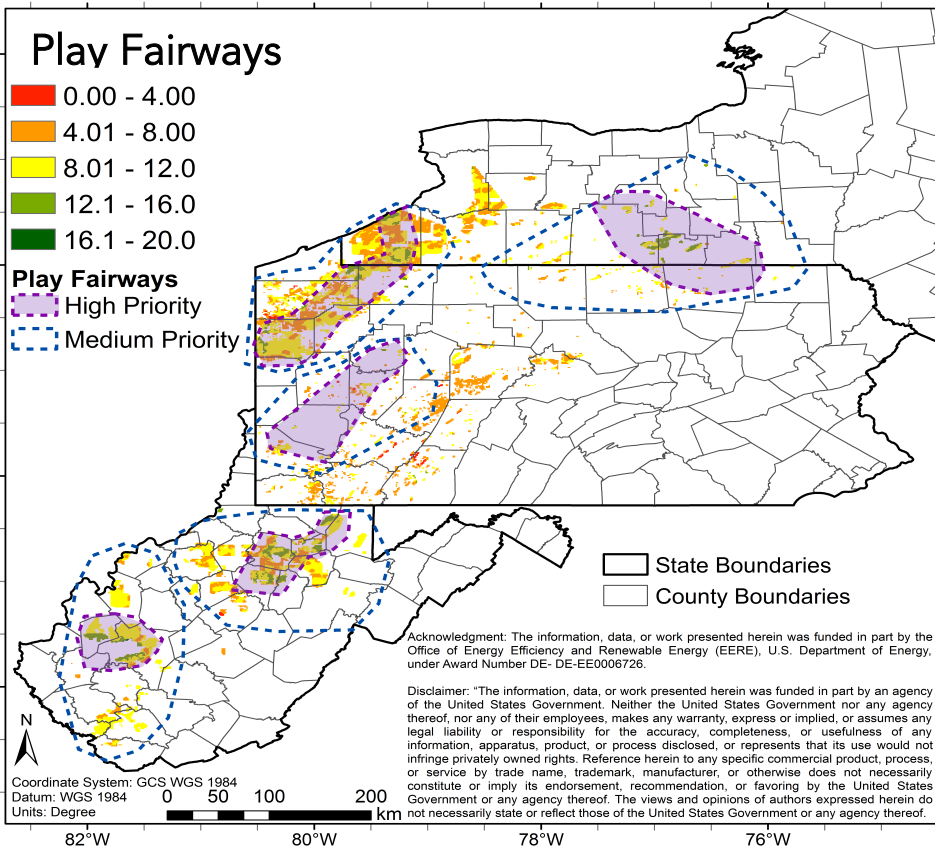 Play Fairways
0.00 - 4.00
4.01 - 8.00
8.01 - 12.0
12.1 - 16.0
16.1 - 20.0
Play Fairways
High Priority
Medium Priority
State Boundaries
County Boundaries
Acknowledgment: The information, data, or work presented herein was funded in part by the
Office of Energy Efficiency and Renewable Energy (EERE), U.S. Department of Energy,
under Award Number DE- DE-EE0006726.
Disclaimer: “The information, data, or work presented herein was funded in part by an agency
of the United States Government. Neither the United States Government nor any agency
thereof, nor any of their employees, makes any warranty, express or implied, or assumes any
legal liability or responsibility for the accuracy, completeness, or usefulness of any
information, apparatus, product, or process disclosed, or represents that its use would not
infringe privately owned rights. Reference herein to any specific commercial product, process,
or service by trade name, trademark, manufacturer, or otherwise does not necessarily
constitute or imply its endorsement, recommendation, or favoring by the United States
Government or any agency thereof. The views and opinions of authors expressed herein do
not necessarily state or reflect those of the United States Government or any agency thereof.
N
Coordinate System: GCS WGS 1984
Datum: WGS 1984
Units: Degree
0 50 100 200
km
82°W 80°W 78°W 76°W